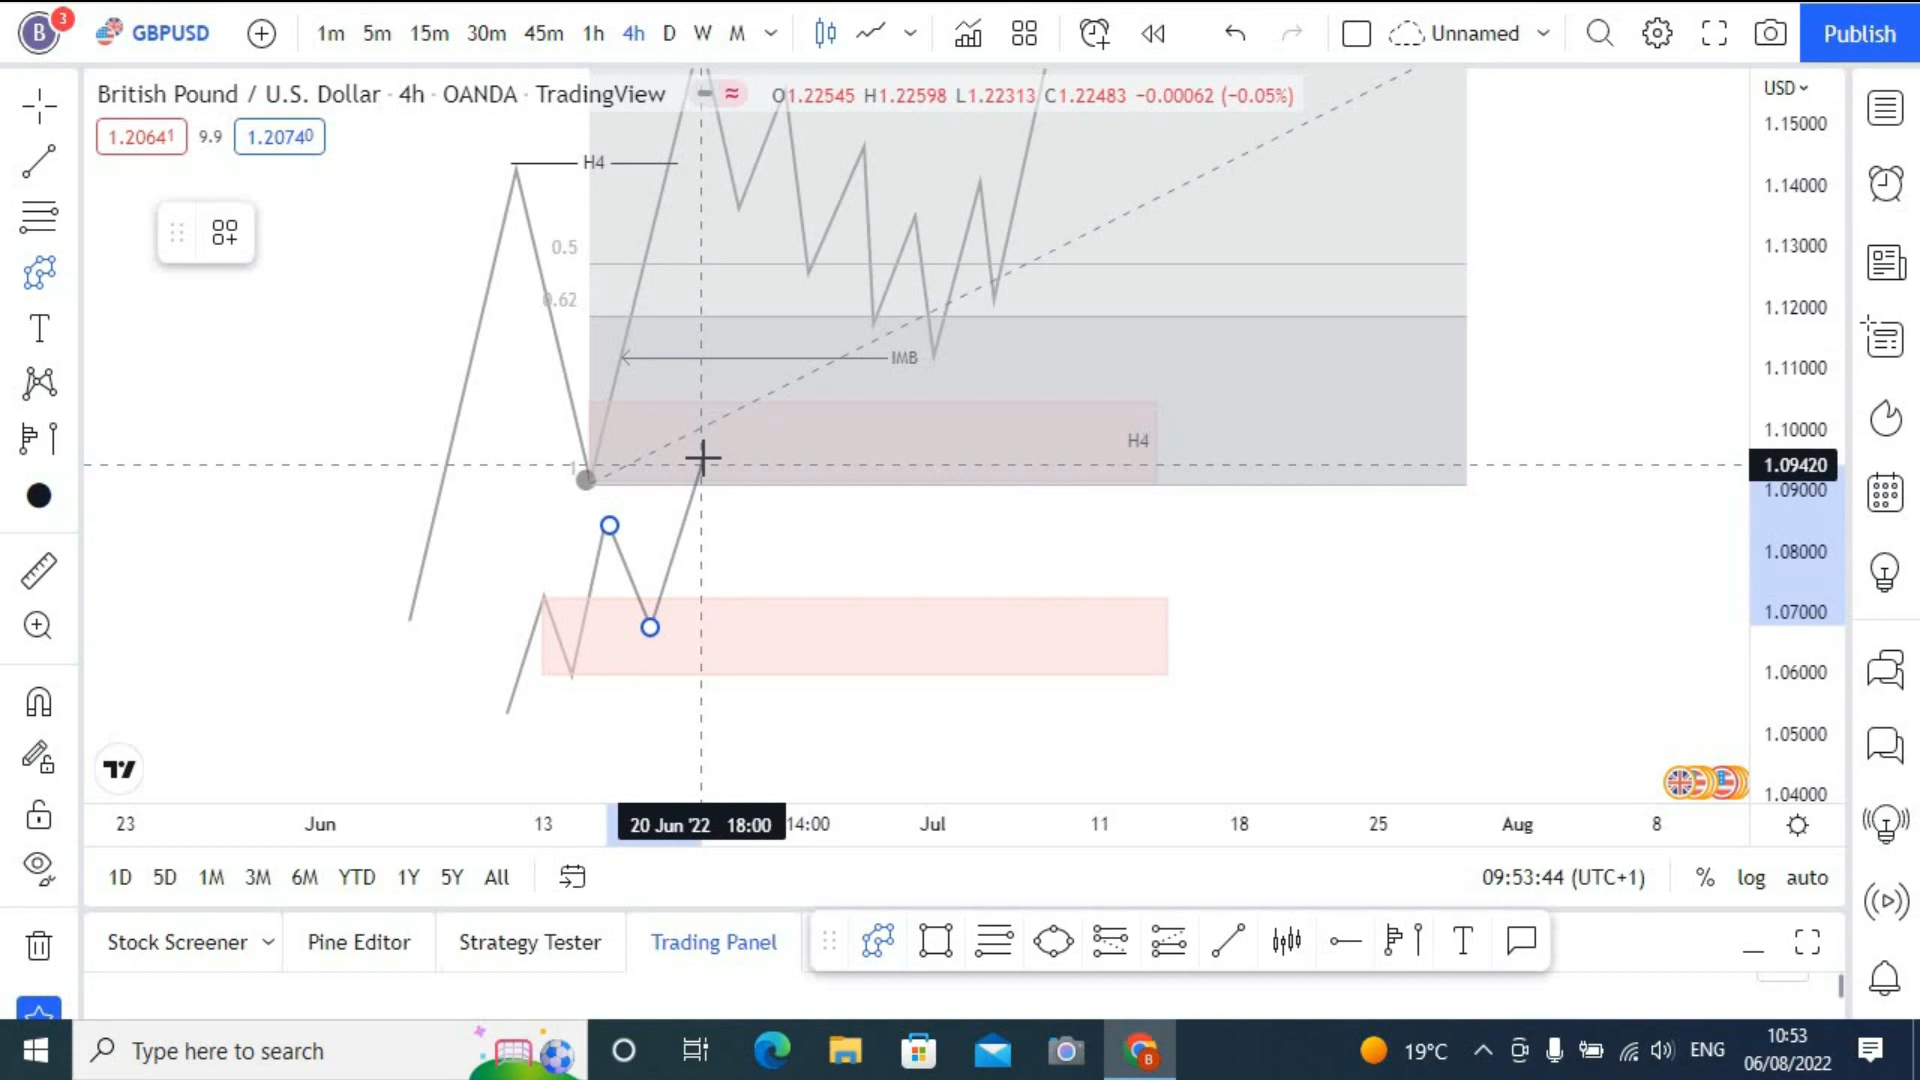 B 3 GBPUSD 1m 5m 15m 30m 45m 1h 4h D W M Unnamed Publish
British Pound / U.S. Dollar · 4h · OANDA · TradingView O1.22545 H1.22598 L1.22313 C1.22483 −0.00062 (−0.05%) USD
1.20641 9.9 1.20740
1.15000
H4
1.14000
0.5
1.13000
0.62
1.12000
IMB
1.11000
H4
1.10000
1
1.09420
1.09000
1.08000
1.07000
1.06000
1.05000
1.04000
23 Jun 13 20 Jun '22 18:00 14:00 Jul 11 18 25 Aug 8
1D 5D 1M 3M 6M YTD 1Y 5Y All 09:53:44 (UTC+1) % log auto
Stock Screener Pine Editor Strategy Tester Trading Panel T
Type here to search 19°C ENG 10:53
06/08/2022